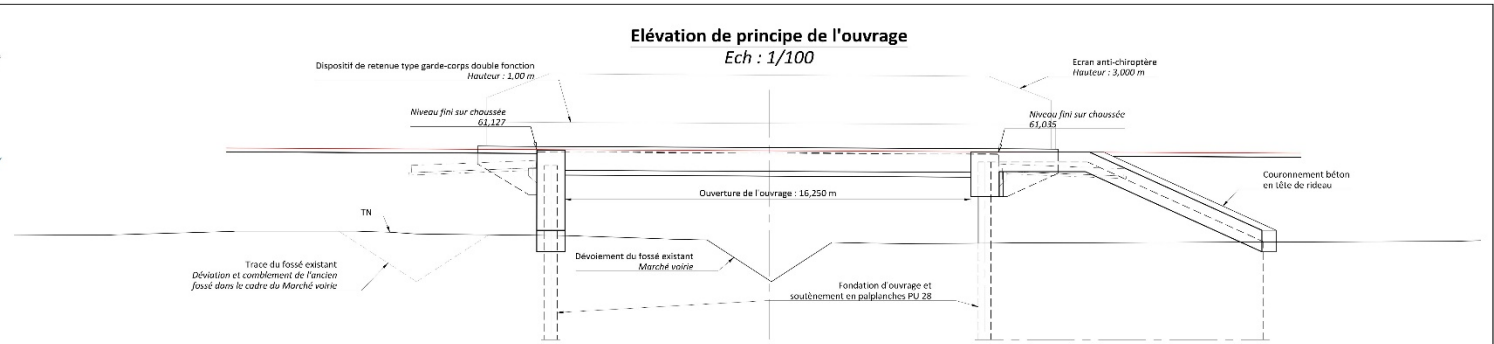 Elévation de principe de l'ouvrage
Ech : 1/100
Dispositif de retenue type garde-corps double fonction
Hauteur : 1,00 m
Ecran anti-chiroptère
Hauteur : 3,000 m
Niveau fini sur chaussée
61,127
Niveau fini sur chaussée
61,035
Couronnement béton
en tête de rideau
Ouverture de l'ouvrage : 16,250 m
TN
Trace du fossé existant
Déviation et comblement de l'ancien
fossé dans le cadre du Marché voirie
Dévoiement du fossé existant
Marché voirie
Fondation d'ouvrage et
soutènement en palplanches PU 28